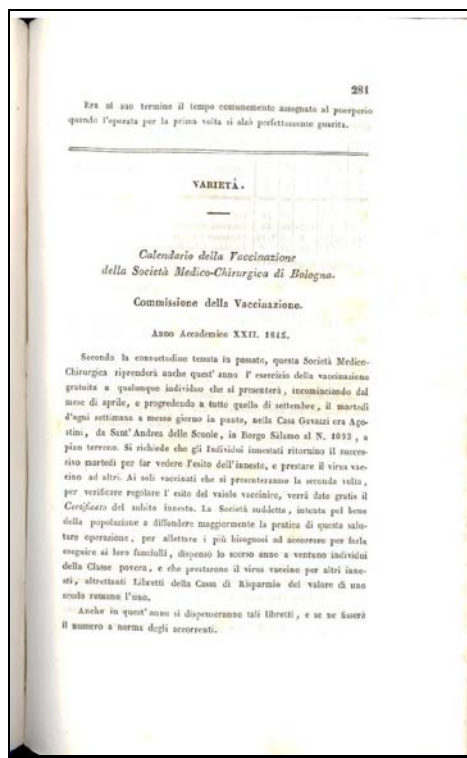 281
Era al suo termine il tempo comunemente assegnato al puerperio
quando l'operata per la prima volta si alzò perfettamente guarita.
VARIETÀ.
Calendario della Vaccinazione
della Società Medico-Chirurgica di Bologna.
Commissione della Vaccinazione.
Anno Accademico XXII. 1845.
Secondo la consuetudine tenuta in passato, questa Società Medico-
Chirurgica riprenderà anche quest' anno l' esercizio della vaccinazione
gratuita a qualunque individuo che si presenterà, incominciando dal
mese di aprile, e progredendo a tutto quello di settembre, il martedì
d'ogni settimana a mezzo giorno in punto, nella Casa Gavazzi era Ago-
stini, da Sant' Andrea delle Scuole, in Borgo Sàlamo al N. 1093, a
pian terreno. Si richiede che gli Individui innestati ritornino il succes-
sivo martedì per far vedere l'esito dell'innesto, e prestare il virus vac-
cino ad altri. Ai soli vaccinati che si presenteranno la seconda volta,
per verificare regolare l' esito del vaiolo vaccinico, verrà dato gratis il
Certificato del subito innesto. La Società suddetta, intenta pel bene
della popolazione a diffondere maggiormente la pratica di questa salu-
tare operazione, per allettare i più bisognosi ad accorrere per farla
eseguire ai loro fanciulli, dispensò lo scorso anno a ventuno individui
della Classe povera, e che prestarono il virus vaccino per altri inne-
sti, altrettanti Libretti della Cassa di Risparmio del valore di uno
scudo romano l'uno.
Anche in quest' anno si dispenseranno tali libretti, e se ne fisserà
il numero a norma degli accorrenti.